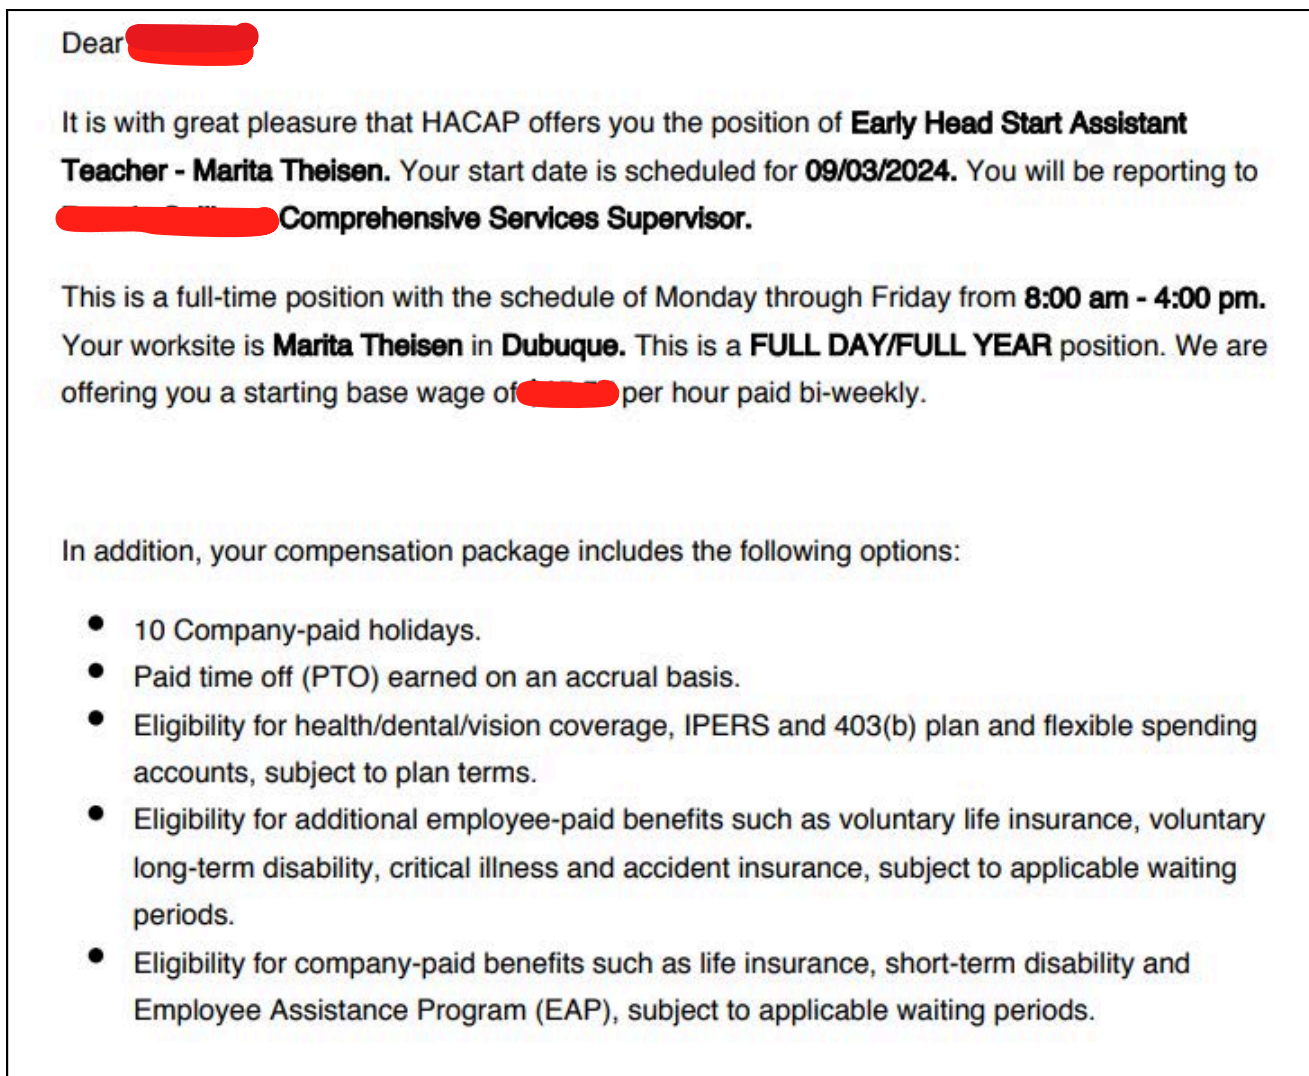 Dear
It is with great pleasure that HACAP offers you the position of Early Head Start Assistant
Teacher - Marita Theisen. Your start date is scheduled for 09/03/2024. You will be reporting to
Comprehensive Services Supervisor.
This is a full-time position with the schedule of Monday through Friday from 8:00 am - 4:00 pm.
Your worksite is Marita Theisen in Dubuque. This is a FULL DAY/FULL YEAR position. We are
offering you a starting base wage of per hour paid bi-weekly.
In addition, your compensation package includes the following options:
• 10 Company-paid holidays.
• Paid time off (PTO) earned on an accrual basis.
• Eligibility for health/dental/vision coverage, IPERS and 403(b) plan and flexible spending
accounts, subject to plan terms.
• Eligibility for additional employee-paid benefits such as voluntary life insurance, voluntary
long-term disability, critical illness and accident insurance, subject to applicable waiting
periods.
• Eligibility for company-paid benefits such as life insurance, short-term disability and
Employee Assistance Program (EAP), subject to applicable waiting periods.